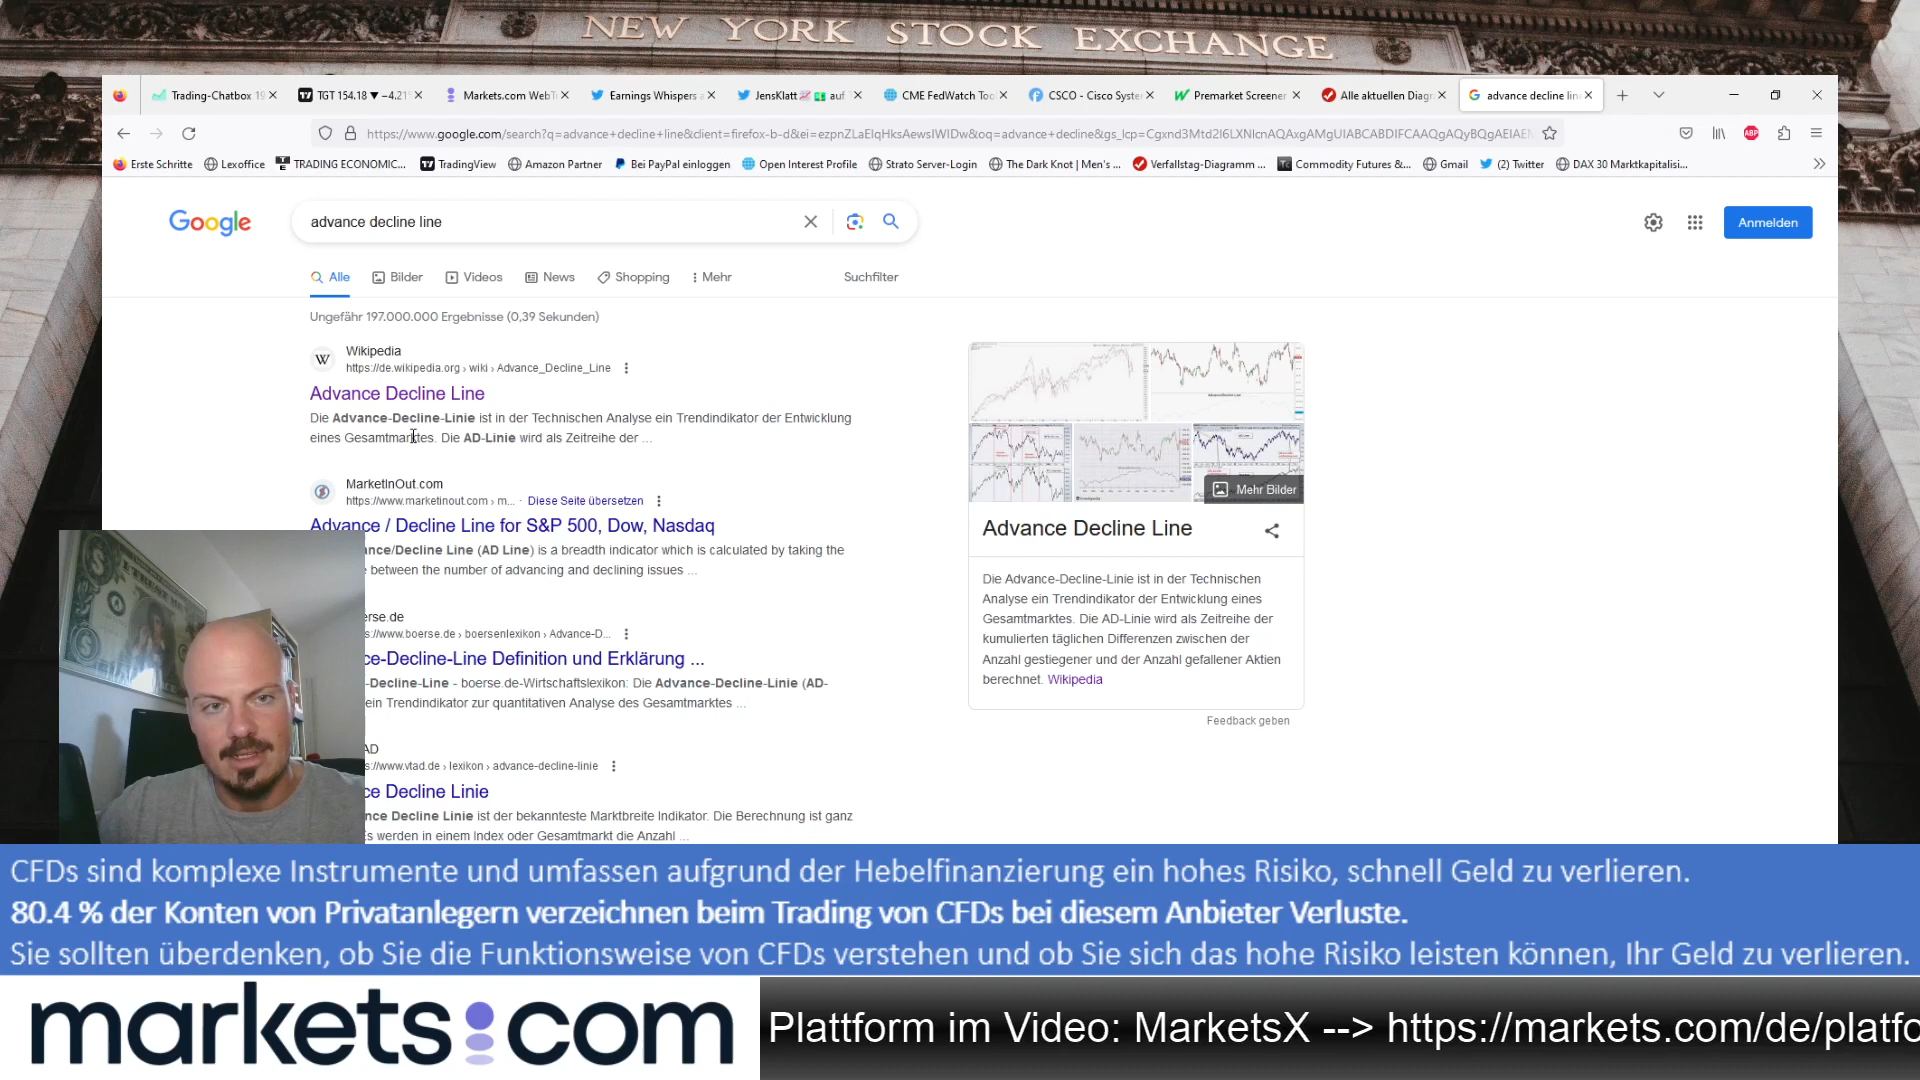 NEW YORK STOCK EXCHANGE
Trading-Chatbox 19
TGT 154.18 ▼ −4.21
Markets.com WebT
Earnings Whispers
JensKlatt
auf
CME FedWatch Too
CSCO - Cisco Syste
Premarket Screener
Alle aktuellen Diagr
advance decline lin
https://www.google.com/search?q=advance+decline+line&client=firefox-b-d&ei=
Erste Schritte
Lexoffice
TRADING ECONOMIC...
TradingView
Amazon Partner
Bei PayPal einloggen
Open Interest Profile
Strato Server-Login
The Dark Knot | Men's ...
Verfallstag-Diagramm ...
Commodity Futures &...
Gmail
(2) Twitter
DAX 30 Marktkapitalisi...
Google
advance decline line
Anmelden
Alle
Bilder
Videos
News
Shopping
Mehr
Suchfilter
Ungefähr 197.000.000 Ergebnisse (0,39 Sekunden)
Wikipedia
https://de.wikipedia.org › wiki › Advance_Decline_Line
Advance Decline Line
Die Advance-Decline-Linie ist in der Technischen Analyse ein Trendindikator der Entwicklung
eines Gesamtmarktes. Die AD-Linie wird als Zeitreihe der ...
MarketInOut.com
https://www.marketinout.com › m... · Diese Seite übersetzen
Advance / Decline Line for S&P 500, Dow, Nasdaq
ance/Decline Line (AD Line) is a breadth indicator which is calculated by taking the
between the number of advancing and declining issues ...
erse.de
s://www.boerse.de › boersenlexikon › Advance-D...
ce-Decline-Line Definition und Erklärung ...
-Decline-Line - boerse.de-Wirtschaftslexikon: Die Advance-Decline-Linie (AD-
ein Trendindikator zur quantitativen Analyse des Gesamtmarktes ...
AD
s://www.vtad.de › lexikon › advance-decline-linie
ce Decline Linie
nce Decline Linie ist der bekannteste Marktbreite Indikator. Die Berechnung ist ganz
Es werden in einem Index oder Gesamtmarkt die Anzahl ...
Mehr Bilder
Advance Decline Line
Die Advance-Decline-Linie ist in der Technischen
Analyse ein Trendindikator der Entwicklung eines
Gesamtmarktes. Die AD-Linie wird als Zeitreihe der
kumulierten täglichen Differenzen zwischen der
Anzahl gestiegener und der Anzahl gefallener Aktien
berechnet. Wikipedia
Feedback geben
CFDs sind komplexe Instrumente und umfassen aufgrund der Hebelfinanzierung ein hohes Risiko, schnell Geld zu verlieren.
80.4 % der Konten von Privatanlegern verzeichnen beim Trading von CFDs bei diesem Anbieter Verluste.
Sie sollten überdenken, ob Sie die Funktionsweise von CFDs verstehen und ob Sie sich das hohe Risiko leisten können, Ihr Geld zu verlieren.
markets.com
Plattform im Video: MarketsX --> https://markets.com/de/platfo